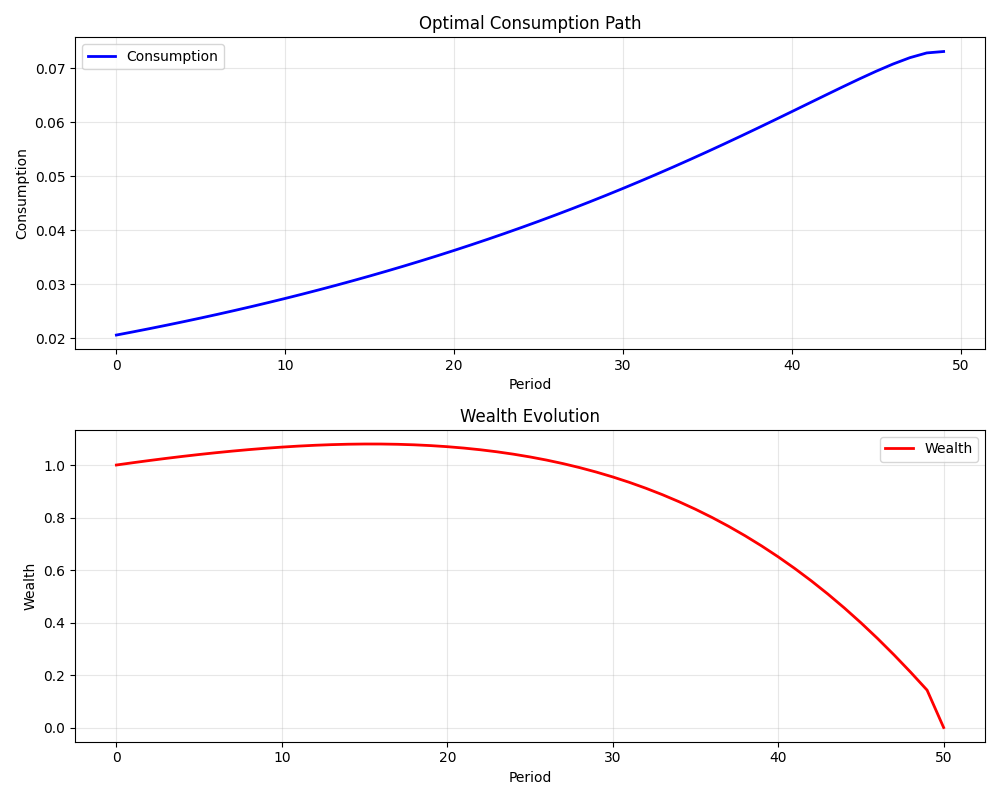 Optimal Consumption Path
Consumption
0.07
0.06
0.05
0.04
0.03
0.02
Consumption
0 10 20 30 40 50
Period
Wealth Evolution
Wealth
1.0
0.8
0.6
0.4
0.2
0.0
Wealth
0 10 20 30 40 50
Period